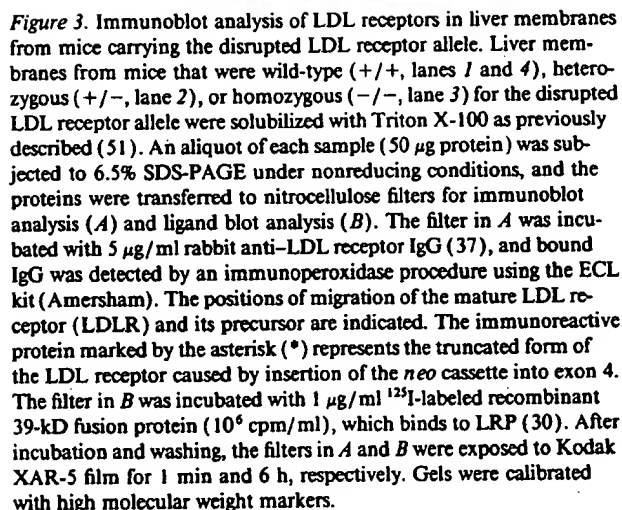 Figure 3. Immunoblot analysis of LDL receptors in liver membranes
from mice carrying the disrupted LDL receptor allele. Liver mem-
branes from mice that were wild-type (+/+, lanes 1 and 4), hetero-
zygous (+/−, lane 2), or homozygous (−/−, lane 3) for the disrupted
LDL receptor allele were solubilized with Triton X-100 as previously
described (51). An aliquot of each sample (50 μg protein) was sub-
jected to 6.5% SDS-PAGE under nonreducing conditions, and the
proteins were transferred to nitrocellulose filters for immunoblot
analysis (A) and ligand blot analysis (B). The filter in A was incu-
bated with 5 μg/ml rabbit anti–LDL receptor IgG (37), and bound
IgG was detected by an immunoperoxidase procedure using the ECL
kit (Amersham). The positions of migration of the mature LDL re-
ceptor (LDLR) and its precursor are indicated. The immunoreactive
protein marked by the asterisk (*) represents the truncated form of
the LDL receptor caused by insertion of the neo cassette into exon 4.
The filter in B was incubated with 1 μg/ml ¹²⁵I-labeled recombinant
39-kD fusion protein (10⁶ cpm/ml), which binds to LRP (30). After
incubation and washing, the filters in A and B were exposed to Kodak
XAR-5 film for 1 min and 6 h, respectively. Gels were calibrated
with high molecular weight markers.